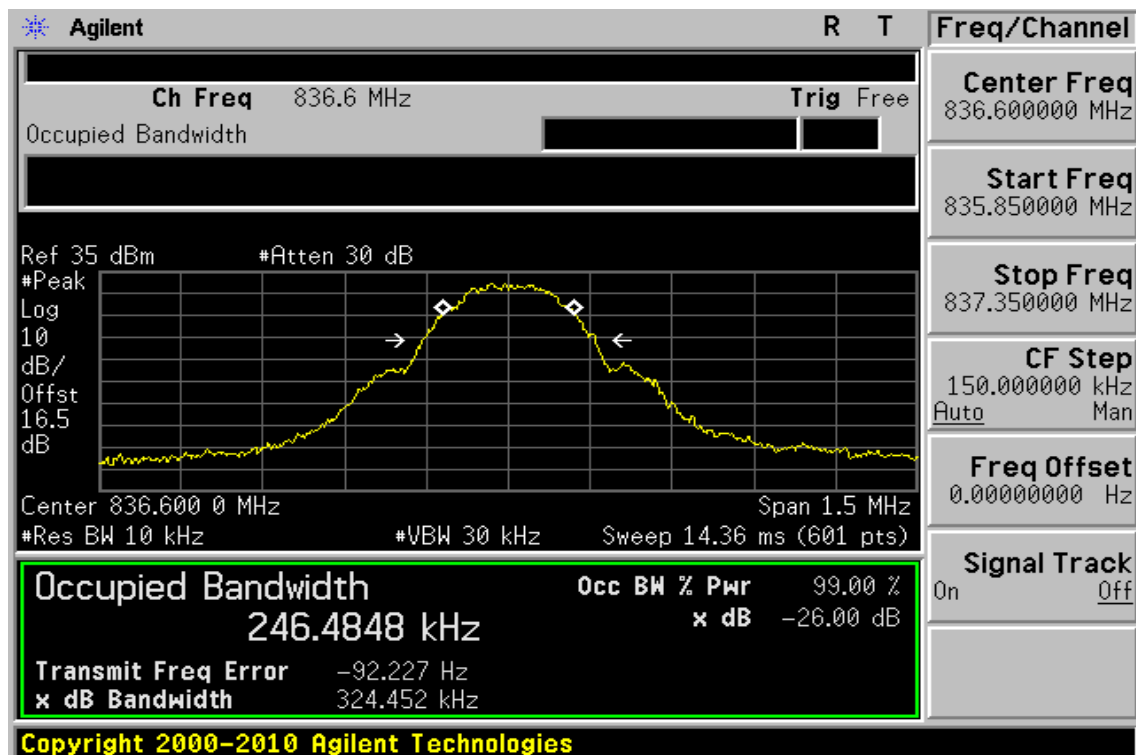 Agilent R T
Ch Freq 836.6 MHz Trig Free
Occupied Bandwidth
Ref 35 dBm #Atten 30 dB
#Peak
Log
10
dB/
Offst
16.5
dB
Center 836.600 0 MHz Span 1.5 MHz
#Res BW 10 kHz #VBW 30 kHz Sweep 14.36 ms (601 pts)
Occupied Bandwidth Occ BW % Pwr 99.00 %
246.4848 kHz x dB -26.00 dB
Transmit Freq Error -92.227 Hz
x dB Bandwidth 324.452 kHz
Copyright 2000-2010 Agilent Technologies
Freq/Channel
Center Freq
836.600000 MHz
Start Freq
835.850000 MHz
Stop Freq
837.350000 MHz
CF Step
150.000000 kHz
Auto Man
Freq Offset
0.00000000 Hz
Signal Track
On Off